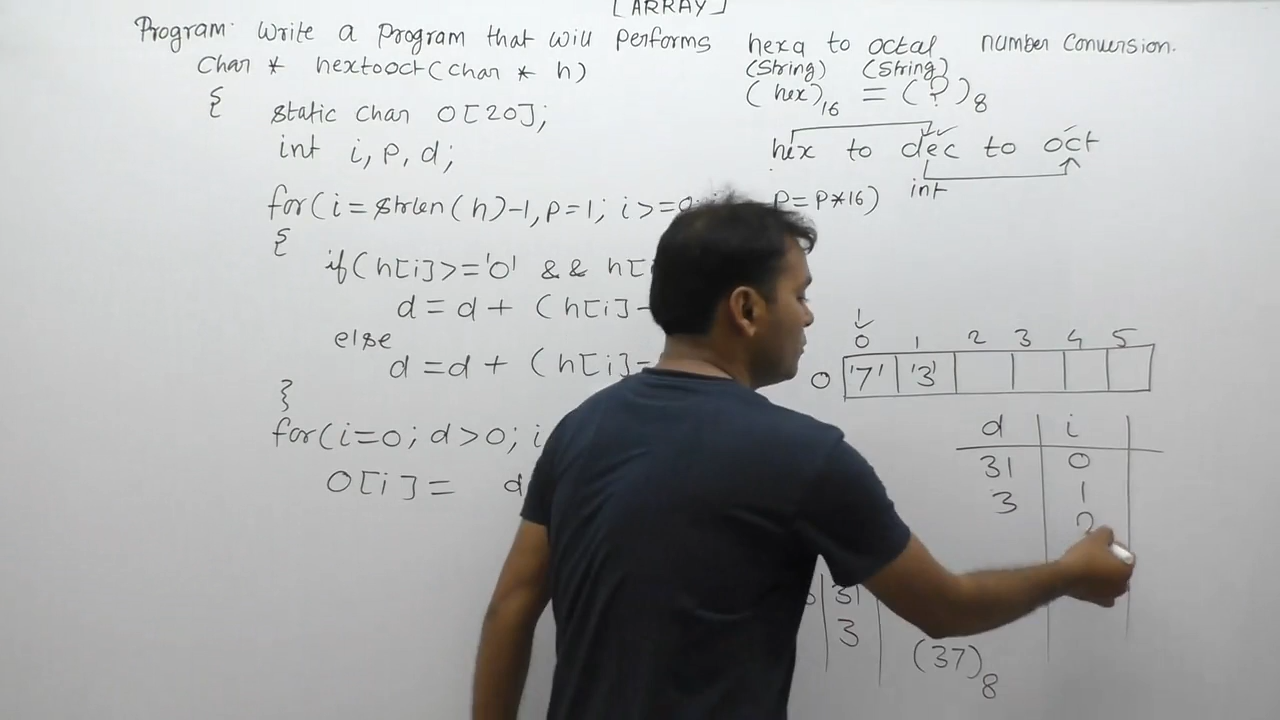 [ARRAY]
Program: Write a program that will performs hexa to octal number conversion.
Char * hextooct(char * h) (String) (String)
{ (hex)16 = (?)8
static char O[20];
int i, p, d; hex to dec to oct
int
for(i=strlen(h)-1, p=1; i>=0; P=P*16)
{
if(h[i]>='0' && h[i]
d=d+ (h[i]-
else
d=d+ (h[i]-
}
for(i=0; d>0; i
O[i]= d
0 1 2 3 4 5
O '7' '3'
d i
31 0
3 1
2
31
3
(37)8